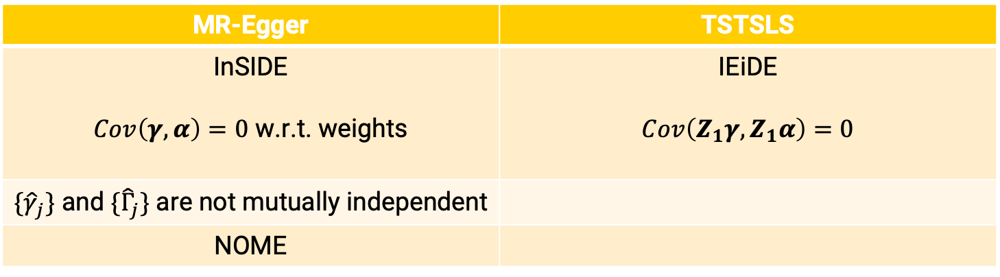 MR-Egger TSTSLS
InSIDE IEiDE
𝐶𝑜𝑣(𝜸, 𝜶) = 0 w.r.t. weights 𝐶𝑜𝑣(𝒁₁𝜸, 𝒁₁𝜶) = 0
{γ̂ⱼ} and {Γ̂ⱼ} are not mutually independent
NOME